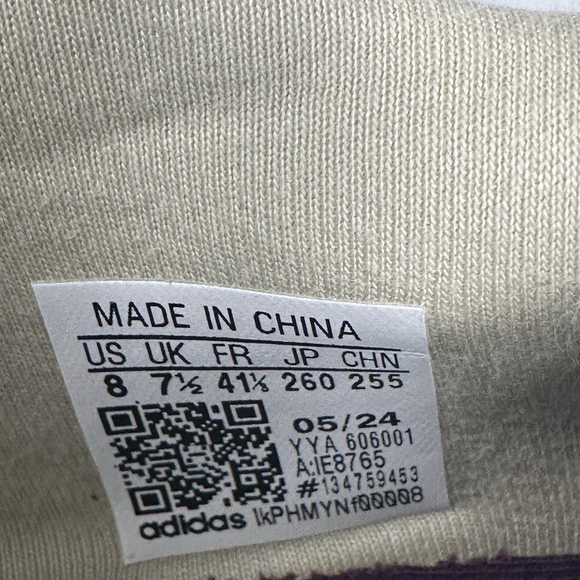 MADE IN CHINA
US UK FR JP CHN
8 7½ 41⅓ 260 255
05/24
YYA 606001
A:IE8765
#134759453
adidas IkPHMYNf00008